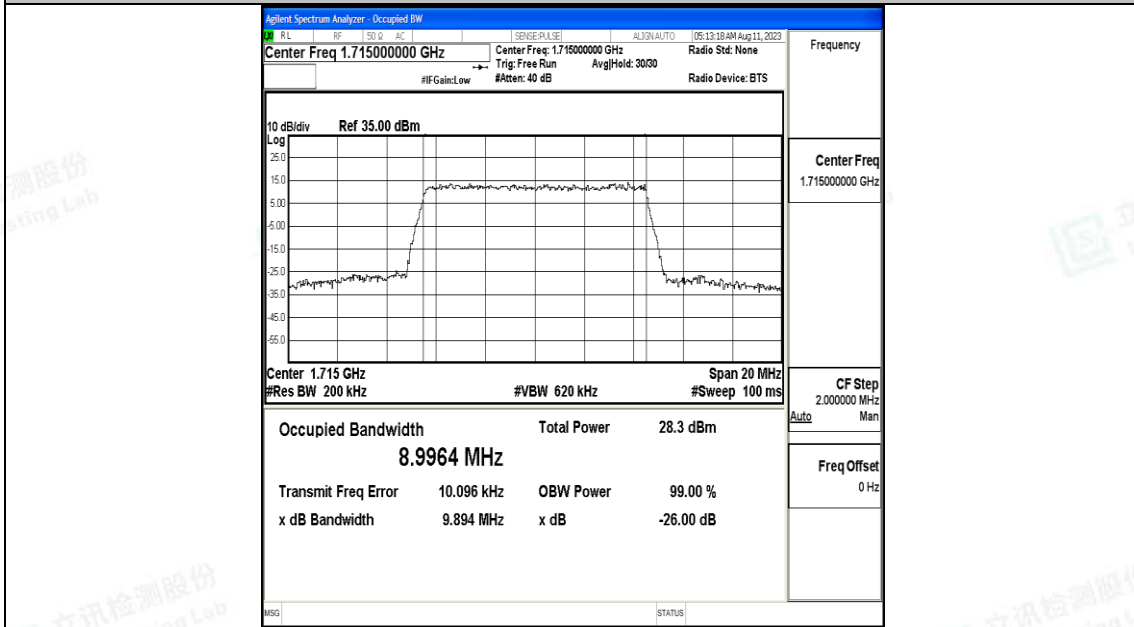 Agilent Spectrum Analyzer - Occupied BW
RL RF 50 Ω AC SENSE:PULSE ALIGN AUTO 05:13:18 AM Aug 11, 2023
Center Freq 1.715000000 GHz
Center Freq: 1.715000000 GHz
Radio Std: None
Trig: Free Run Avg|Hold: 30/30
#IFGain:Low #Atten: 40 dB Radio Device: BTS
Frequency
10 dB/div Ref 35.00 dBm
Log
25.0
15.0
5.00
-5.00
-15.0
-25.0
-35.0
-45.0
-55.0
Center Freq
1.715000000 GHz
Center 1.715 GHz Span 20 MHz
#Res BW 200 kHz #VBW 620 kHz #Sweep 100 ms
CF Step
2.000000 MHz
Auto Man
Occupied Bandwidth Total Power 28.3 dBm
8.9964 MHz
Freq Offset
0 Hz
Transmit Freq Error 10.096 kHz OBW Power 99.00 %
x dB Bandwidth 9.894 MHz x dB -26.00 dB
MSG STATUS
立讯检测股份